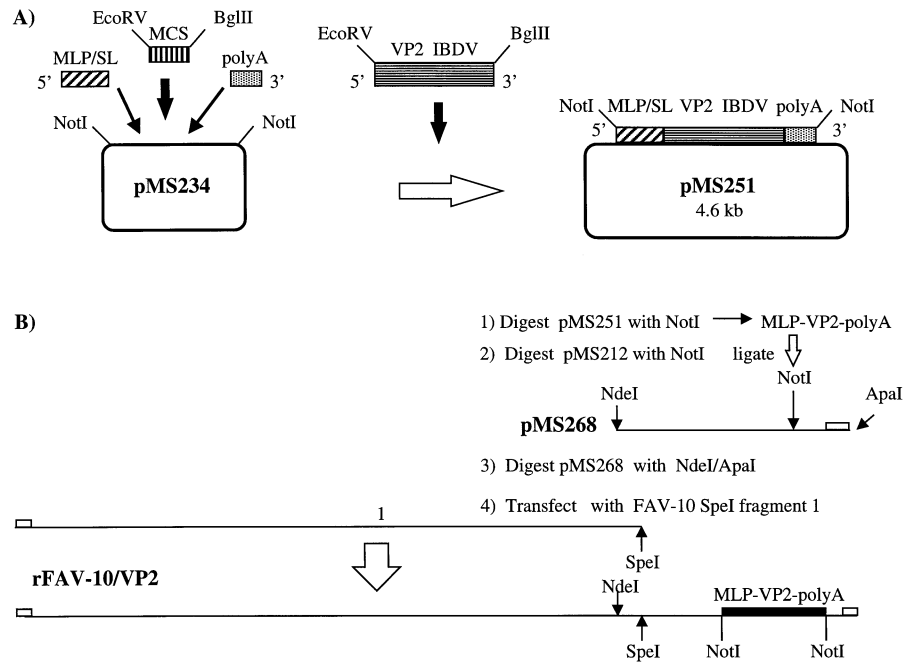 A)
EcoRV MCS BglII
MLP/SL polyA
5’ 3’
NotI NotI
pMS234
EcoRV VP2 IBDV BglII
5’ 3’
NotI MLP/SL VP2 IBDV polyA NotI
5’ 3’
pMS251
4.6 kb
B)
1) Digest pMS251 with NotI MLP-VP2-polyA
2) Digest pMS212 with NotI ligate
NotI
NdeI ApaI
pMS268
3) Digest pMS268 with NdeI/ApaI
4) Transfect with FAV-10 SpeI fragment 1
1
SpeI
rFAV-10/VP2
NdeI MLP-VP2-polyA
SpeI NotI NotI